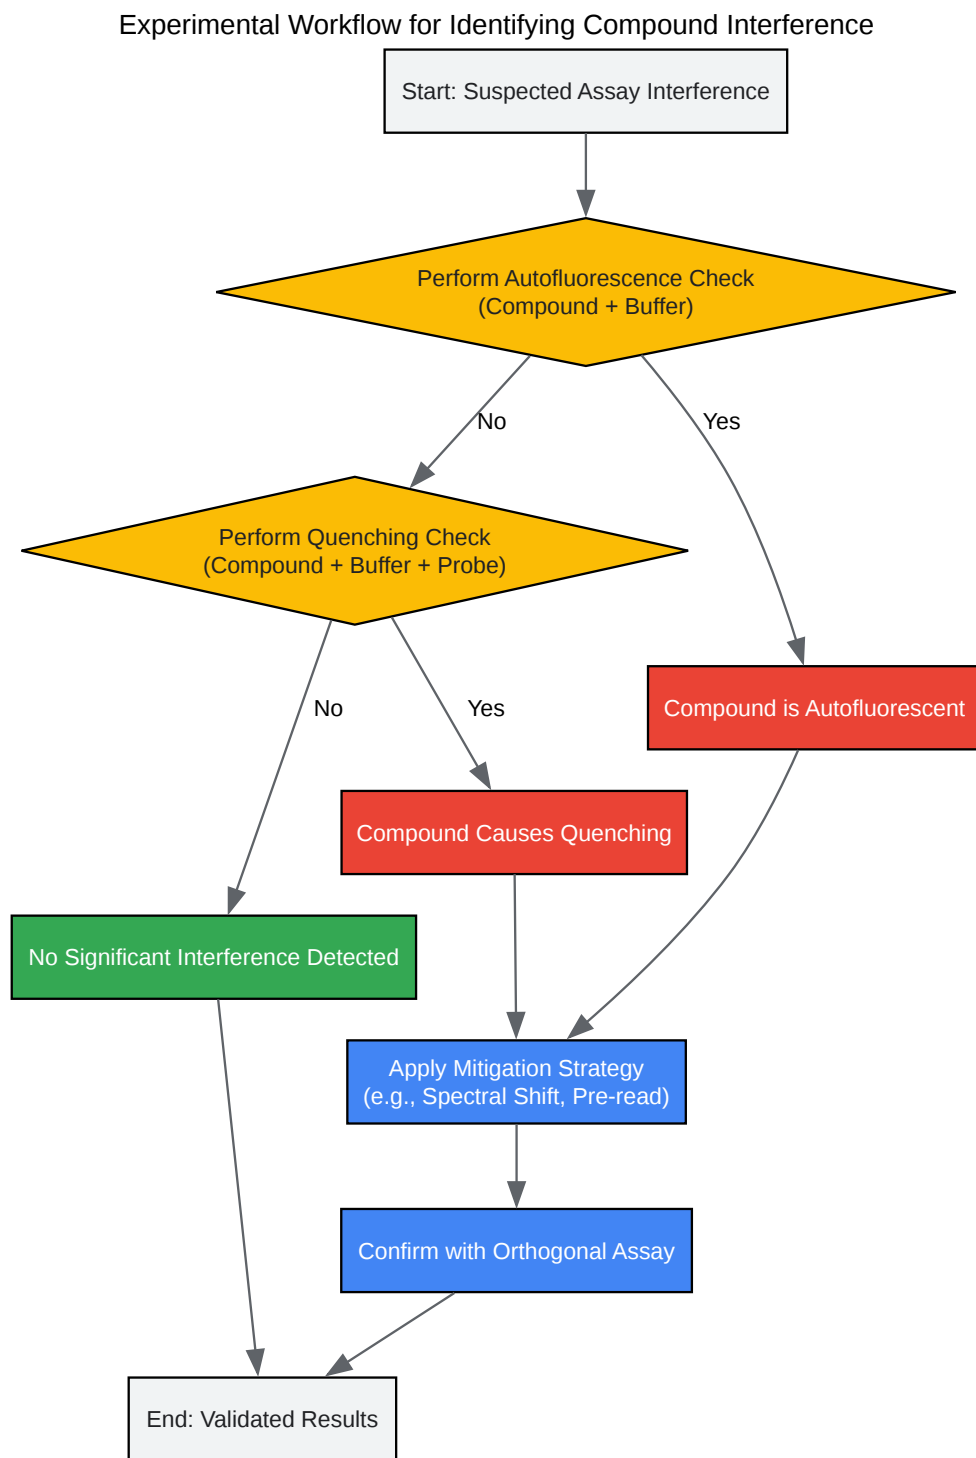 Experimental Workflow for Identifying Compound Interference
Start: Suspected Assay Interference
Perform Autofluorescence Check
(Compound + Buffer)
No
Yes
Perform Quenching Check
(Compound + Buffer + Probe)
No
Yes
Compound is Autofluorescent
Compound Causes Quenching
No Significant Interference Detected
Apply Mitigation Strategy
(e.g., Spectral Shift, Pre-read)
Confirm with Orthogonal Assay
End: Validated Results